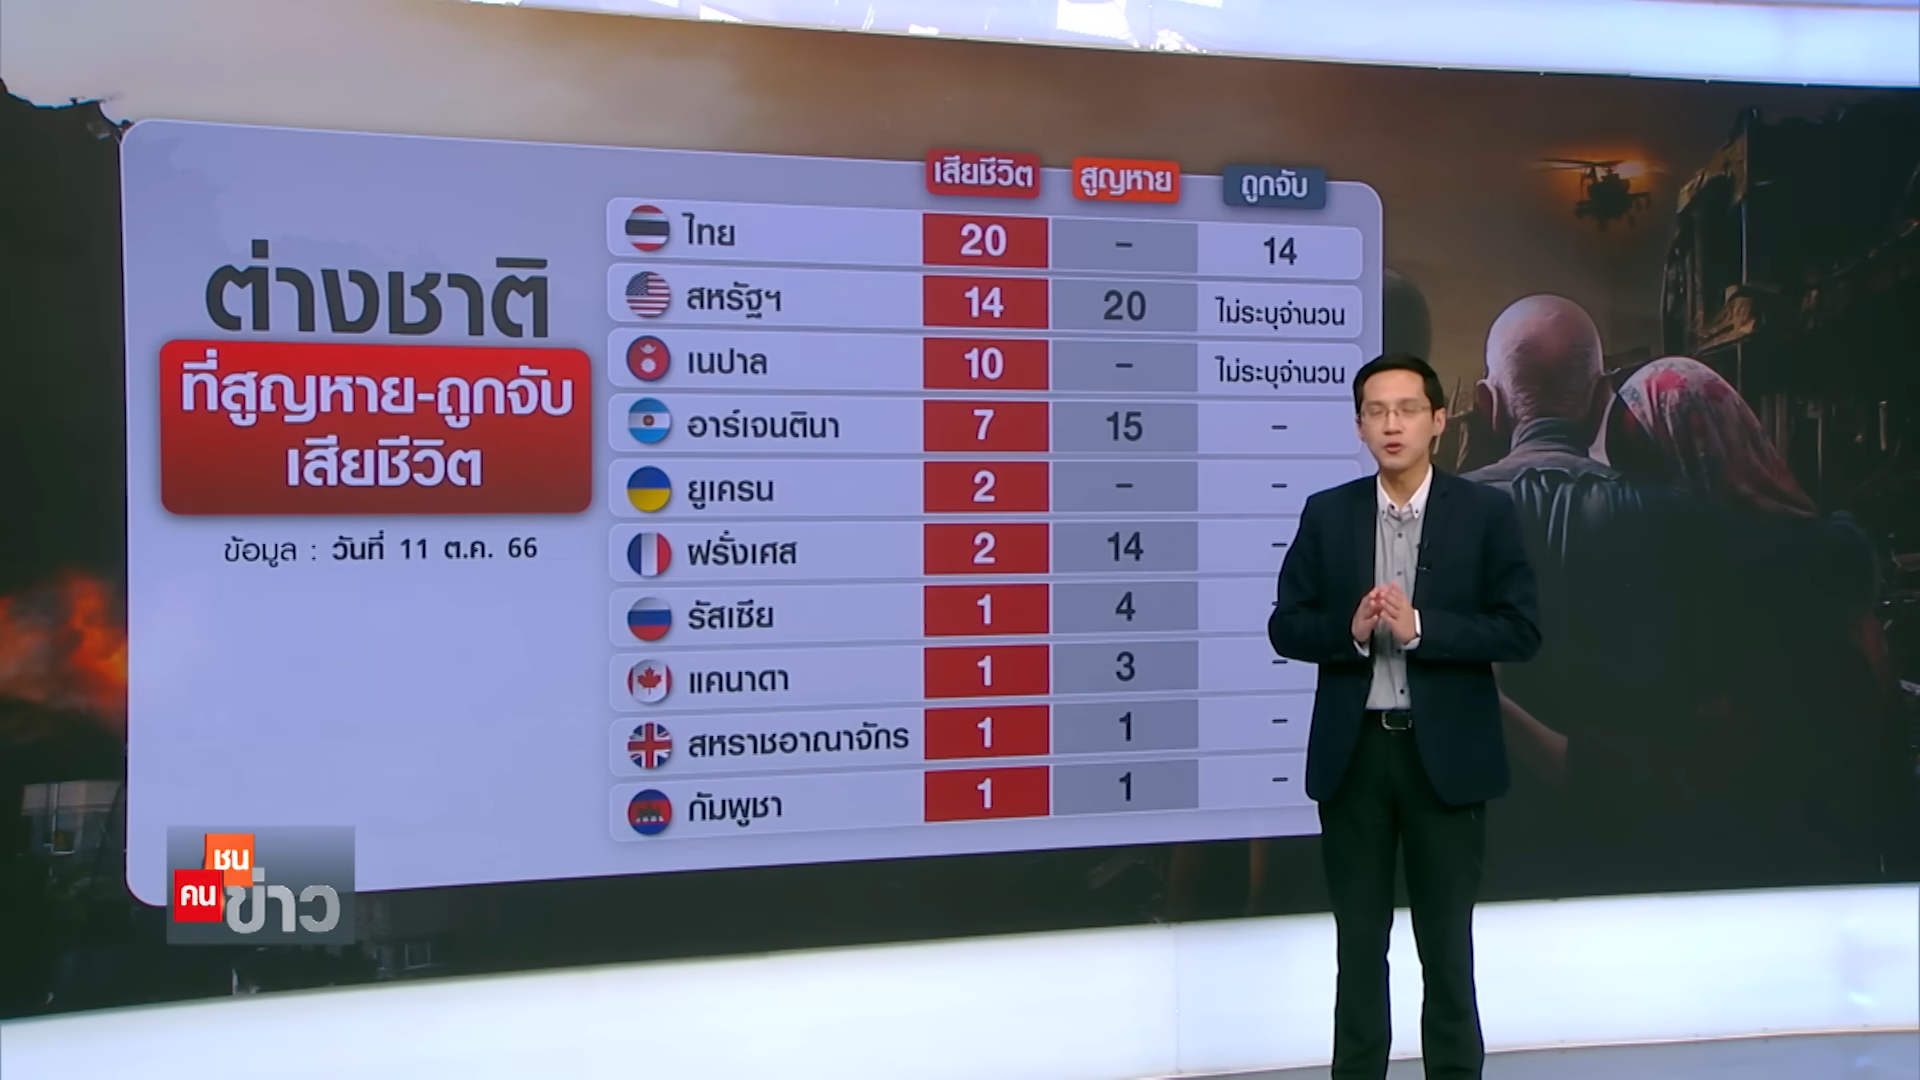 เสียชีวิต สูญหาย ถูกจับ
ต่างชาติ
ที่สูญหาย-ถูกจับ
เสียชีวิต
ข้อมูล : วันที่ 11 ต.ค. 66
ไทย 20 – 14
สหรัฐฯ 14 20 ไม่ระบุจำนวน
เนปาล 10 – ไม่ระบุจำนวน
อาร์เจนตินา 7 15 –
ยูเครน 2 – –
ฝรั่งเศส 2 14 –
รัสเซีย 1 4 –
แคนาดา 1 3 –
สหราชอาณาจักร 1 1 –
กัมพูชา 1 1 –
ชน
คน
ข่าว